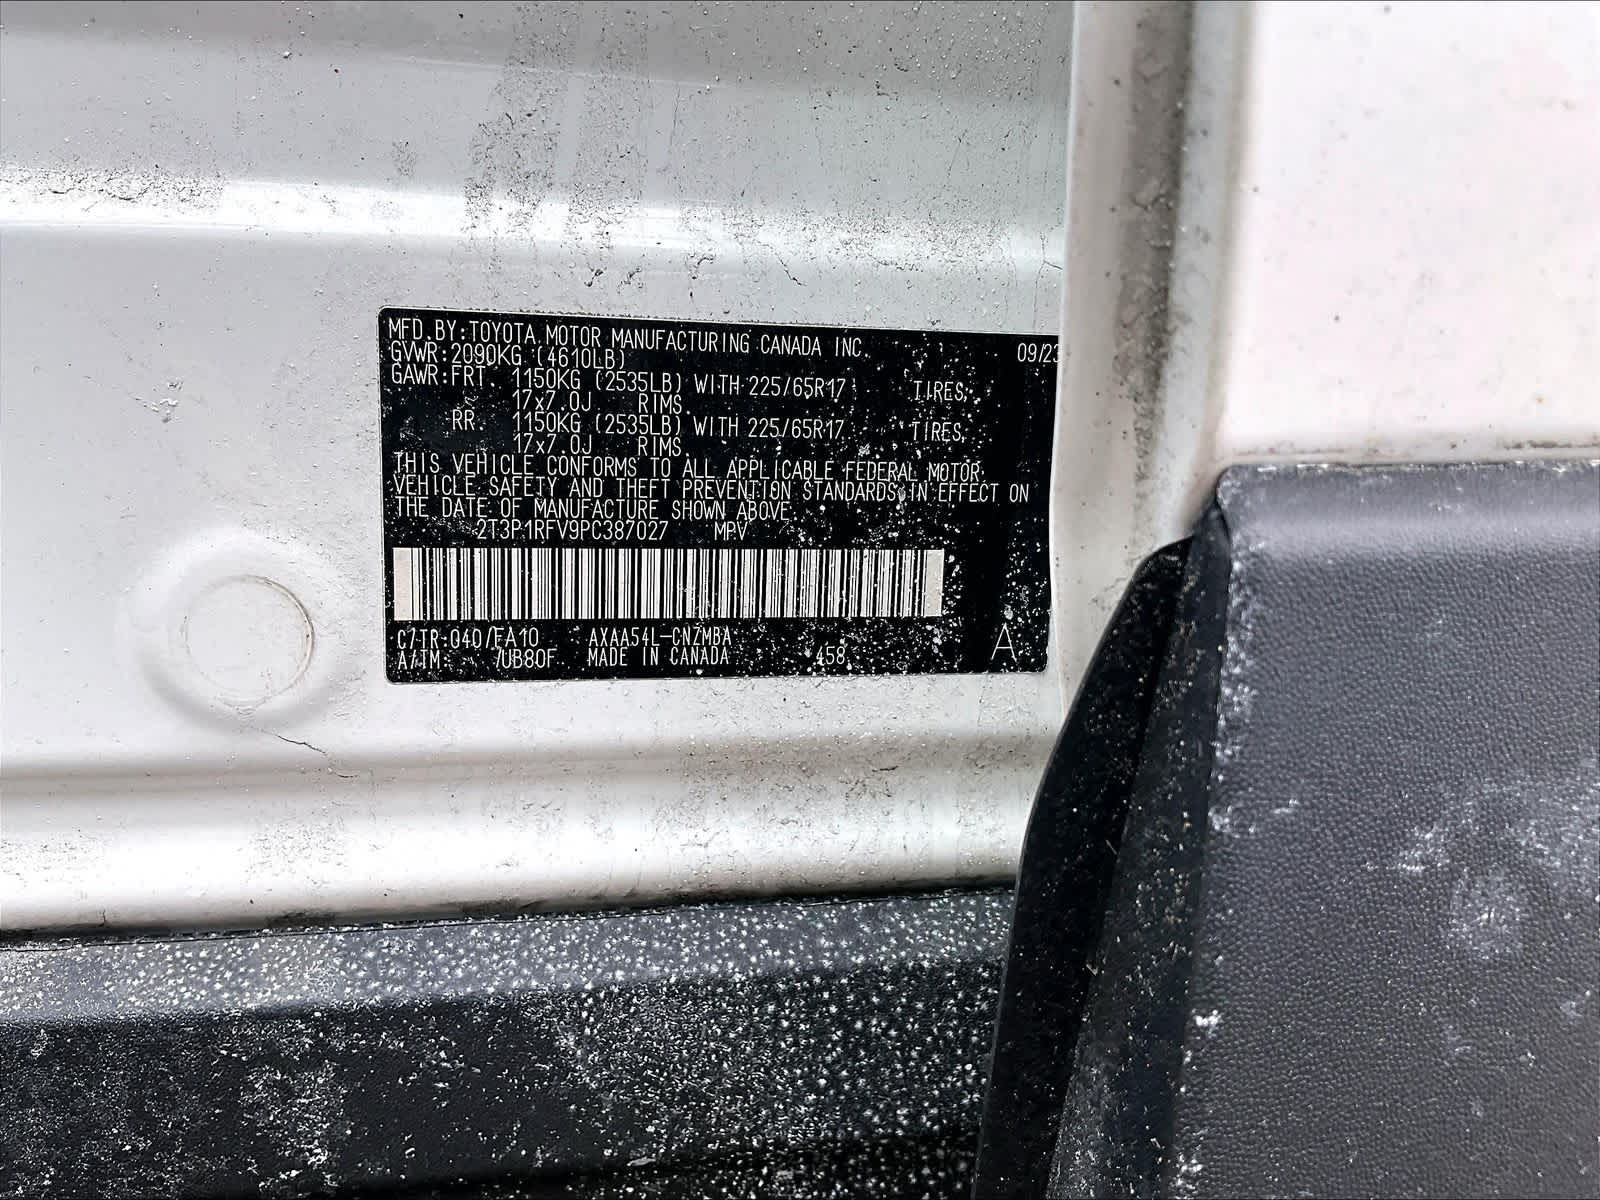 MFD. BY: TOYOTA MOTOR MANUFACTURING CANADA INC. 09/23
GVWR: 2090KG (4610LB)
GAWR: FRT. 1150KG (2535LB) WITH 225/65R17 TIRES,
17x7.0J RIMS.
RR. 1150KG (2535LB) WITH 225/65R17 TIRES,
17x7.0J RIMS.
THIS VEHICLE CONFORMS TO ALL APPLICABLE FEDERAL MOTOR
VEHICLE SAFETY AND THEFT PREVENTION STANDARDS IN EFFECT ON
THE DATE OF MANUFACTURE SHOWN ABOVE.
2T3P1RFV9PC387027 MPV
C/TR: 040/FA10 AXAA54L-CNZMBA
A/TM: /UB80F MADE IN CANADA 458 A